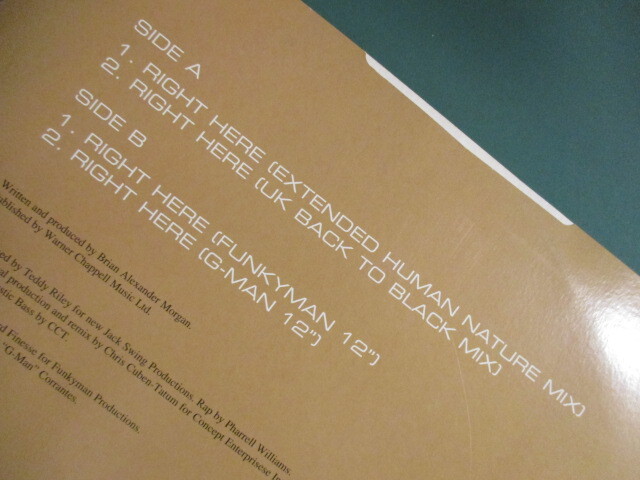 SIDE A
1. RIGHT HERE (EXTENDED HUMAN NATURE MIX)
2. RIGHT HERE (UK BACK TO BLACK MIX)
SIDE B
1. RIGHT HERE (FUNKYMAN 12")
2. RIGHT HERE (G-MAN 12")
Written and produced by Brian Alexander Morgan.
by Warner Chappell Music Ltd.
by Teddy Riley for new Jack Swing Productions. Rap by Pharrell Williams.
production and remix by Chris Cuben-Tatum for Concept Enterprisese
Bass by CCT.
Finesse for Funkyman Productions.
"G-Man" Corrantes.